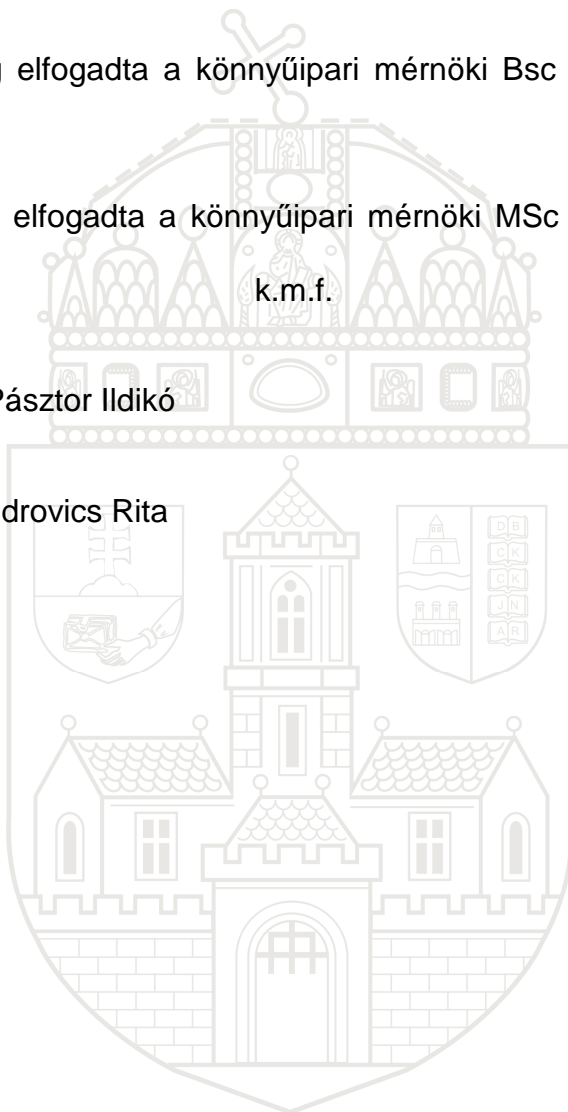 elfogadta a könnyűipari mérnöki Bsc
elfogadta a könnyűipari mérnöki MSc
k.m.f.
Pásztor Ildikó
drovics Rita
D B
C K
C K
J N
A R